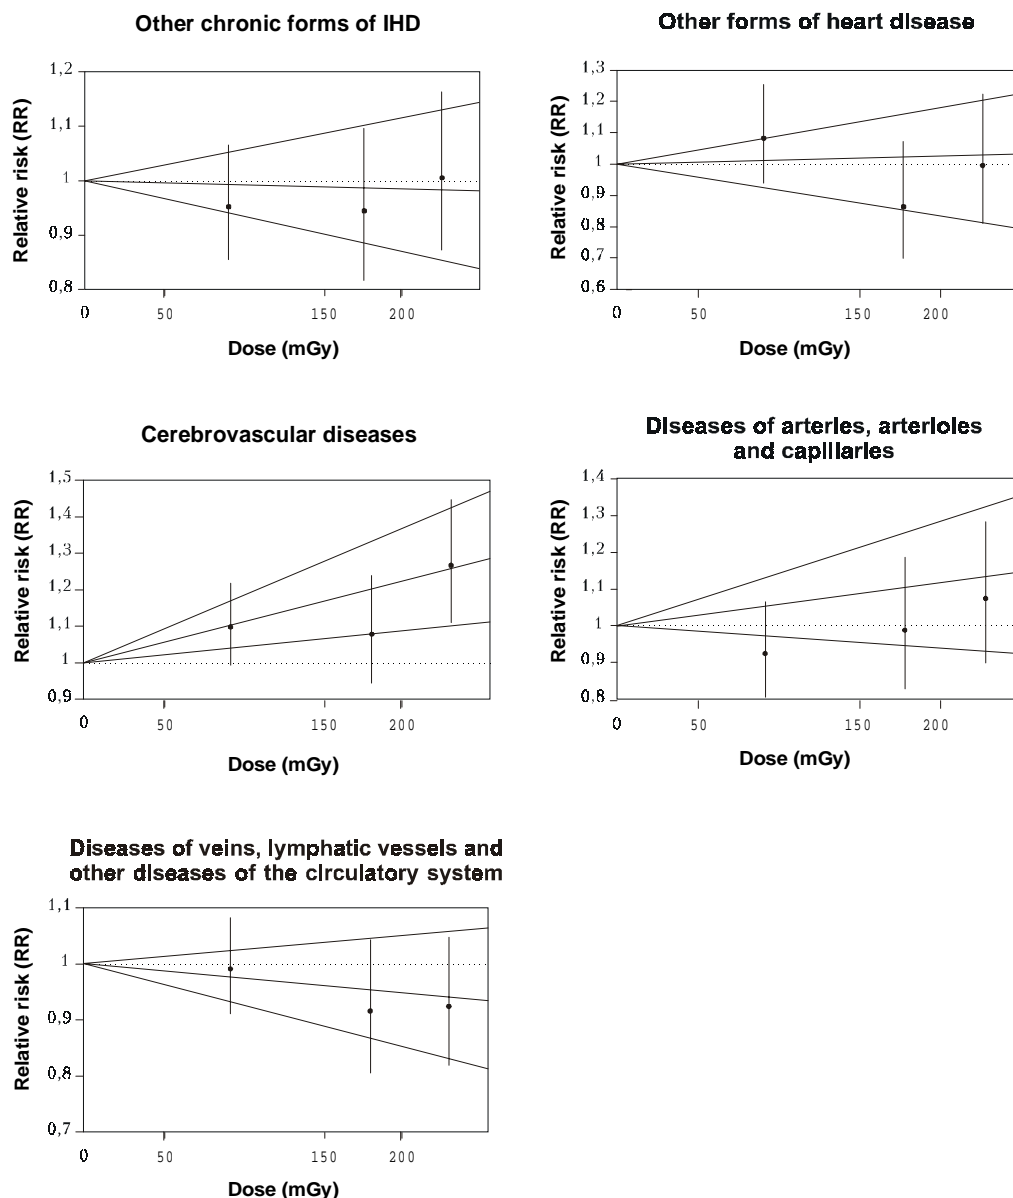 Other chronic forms of IHD
Relative risk (RR)
1,2
1,1
1
0,9
0,8
0 50 150 200
Dose (mGy)
Other forms of heart disease
Relative risk (RR)
1,3
1,2
1,1
1
0,9
0,8
0,7
0,6
0 50 150 200
Dose (mGy)
Cerebrovascular diseases
Relative risk (RR)
1,5
1,4
1,3
1,2
1,1
1
0,9
0 50 150 200
Dose (mGy)
Diseases of arteries, arterioles
and capillaries
Relative risk (RR)
1,4
1,3
1,2
1,1
1
0,9
0,8
0 50 150 200
Dose (mGy)
Diseases of veins, lymphatic vessels and
other diseases of the circulatory system
Relative risk (RR)
1,1
1
0,9
0,8
0,7
0 50 150 200
Dose (mGy)